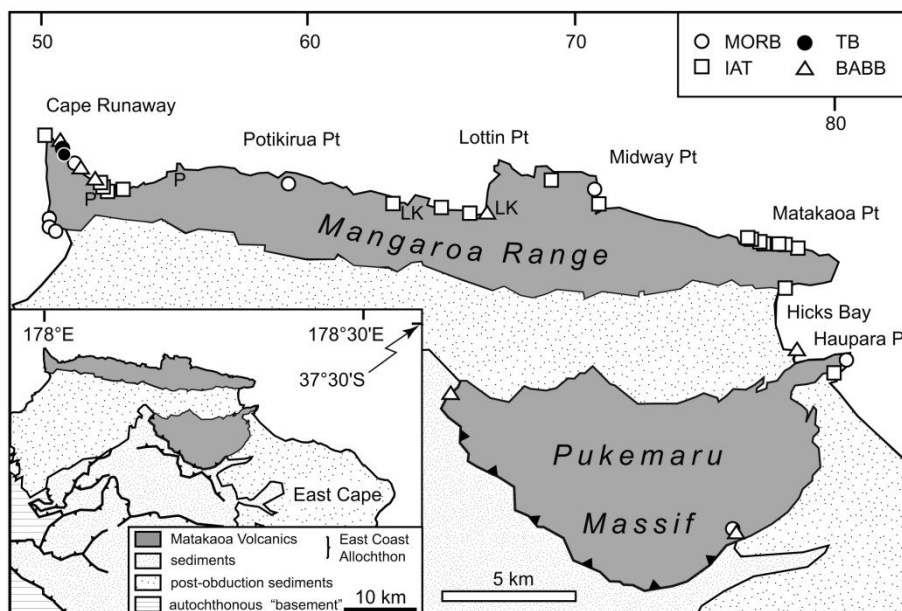 50
60
70
80
MORB
TB
IAT
BABB
Cape Runaway
Potikirua Pt
Lottin Pt
Midway Pt
P
P
LK
LK
Matakaoa Pt
Mangaroa Range
Hicks Bay
Haupara P
178°E
178°30'E
37°30'S
Pukemaru
Massif
East Cape
Matakaoa Volcanics
East Coast
Allochthon
sediments
post-obduction sediments
autochthonous "basement"
10 km
5 km